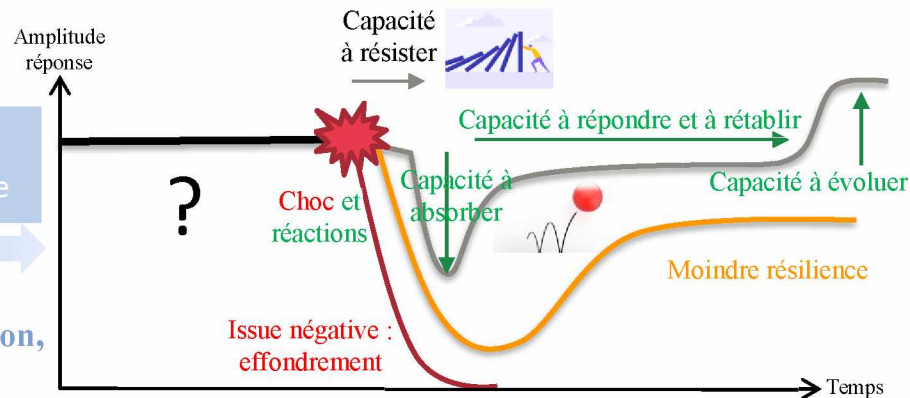 Capacité
à résister
Amplitude
réponse
Capacité à répondre et à rétablir
Capacité à évoluer
Capacité à
absorber
?
Choc et
réactions
Moindre résilience
Issue négative :
effondrement
on,
e
Temps